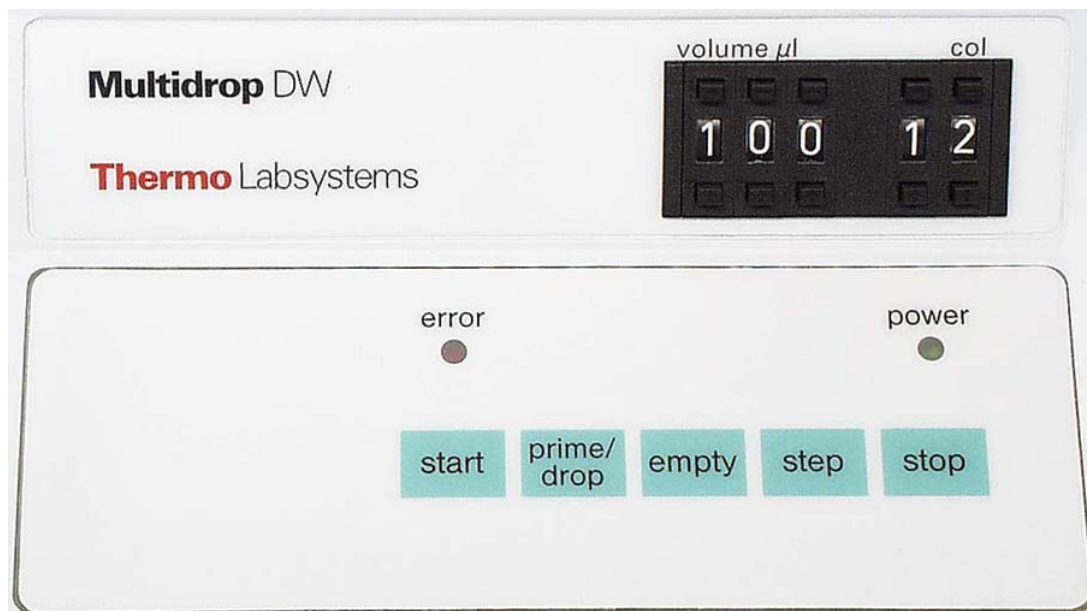 Multidrop DW
Thermo Labsystems
volume µl col
100 12
error power
start prime/drop empty step stop